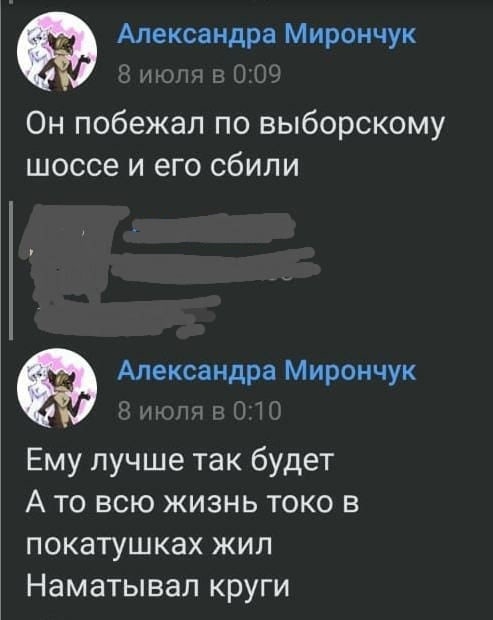 Александра Мирончук
8 июля в 0:09
Он побежал по выборскому
шоссе и его сбили
Александра Мирончук
8 июля в 0:10
Ему лучше так будет
А то всю жизнь токо в
покатушках жил
Наматывал круги